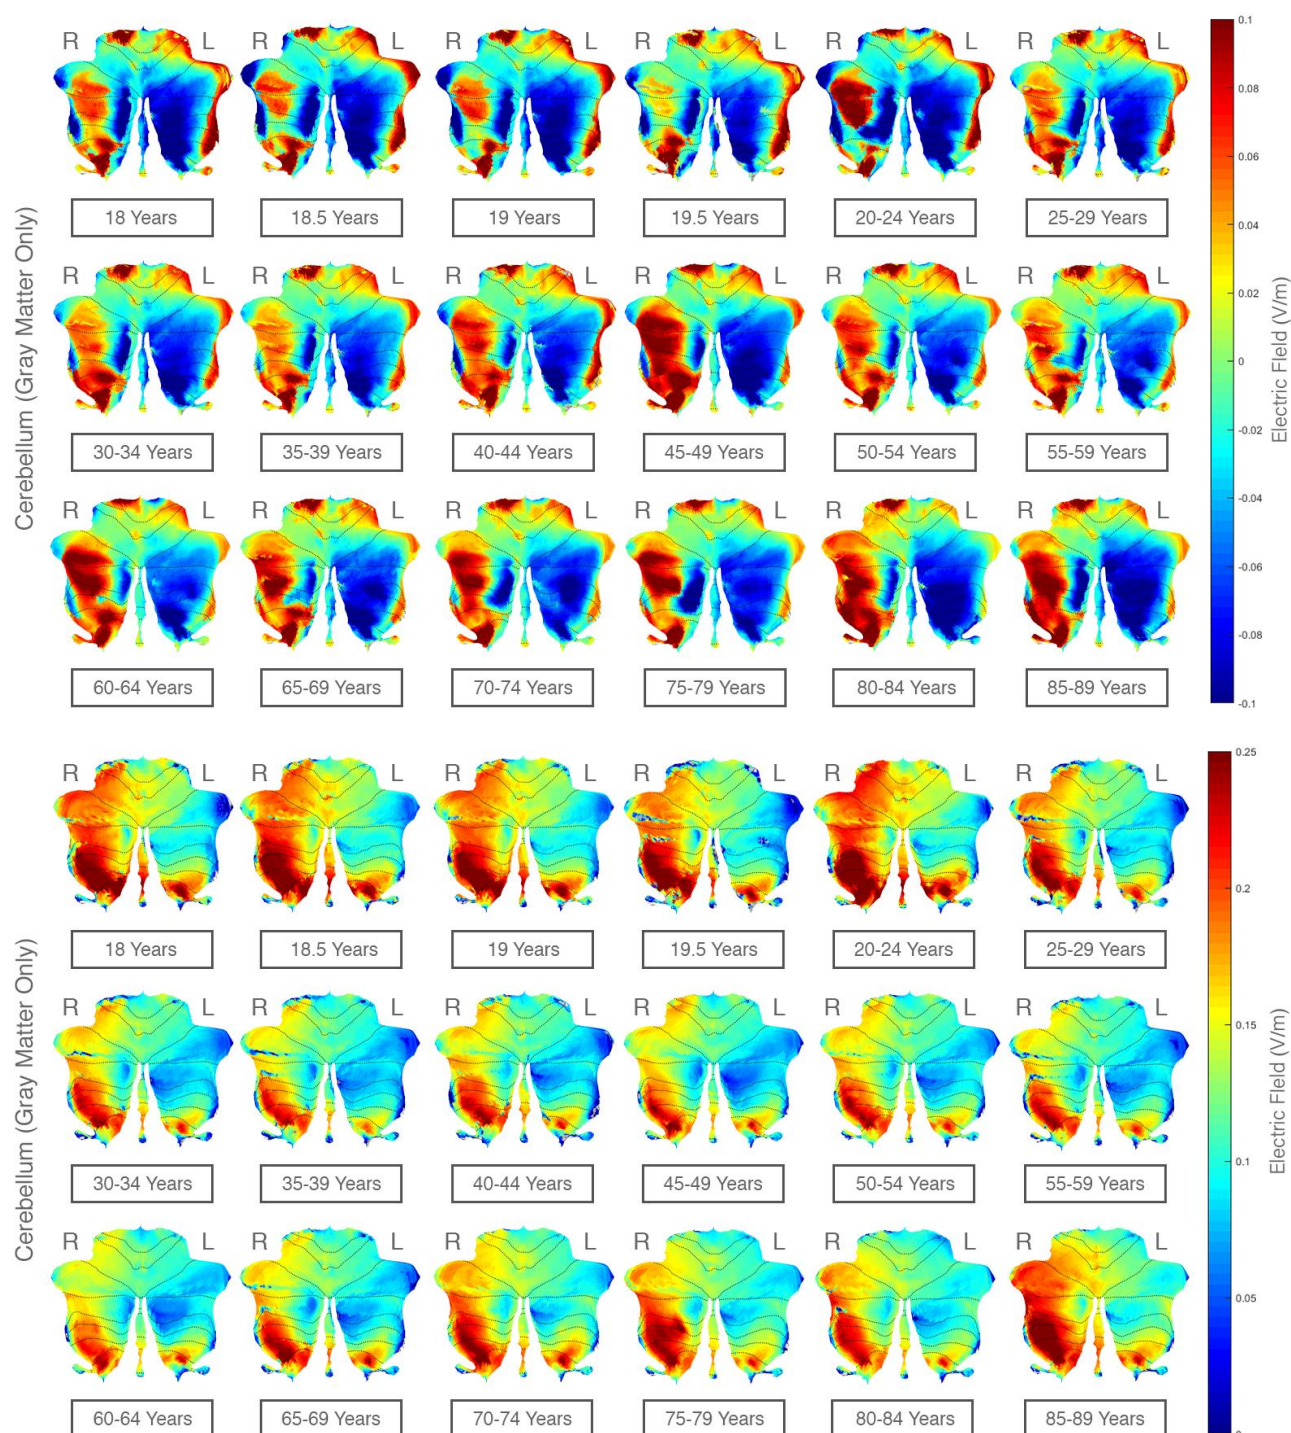 R L R L R L R L R L R L
18 Years 18.5 Years 19 Years 19.5 Years 20-24 Years 25-29 Years
R L R L R L R L R L R L
30-34 Years 35-39 Years 40-44 Years 45-49 Years 50-54 Years 55-59 Years
R L R L R L R L R L R L
60-64 Years 65-69 Years 70-74 Years 75-79 Years 80-84 Years 85-89 Years
Cerebellum (Gray Matter Only)
0.1
0.08
0.06
0.04
0.02
0
-0.02
-0.04
-0.06
-0.08
-0.1
Electric Field (V/m)
R L R L R L R L R L R L
18 Years 18.5 Years 19 Years 19.5 Years 20-24 Years 25-29 Years
R L R L R L R L R L R L
30-34 Years 35-39 Years 40-44 Years 45-49 Years 50-54 Years 55-59 Years
R L R L R L R L R L R L
60-64 Years 65-69 Years 70-74 Years 75-79 Years 80-84 Years 85-89 Years
Cerebellum (Gray Matter Only)
0.25
0.2
0.15
0.1
0.05
Electric Field (V/m)